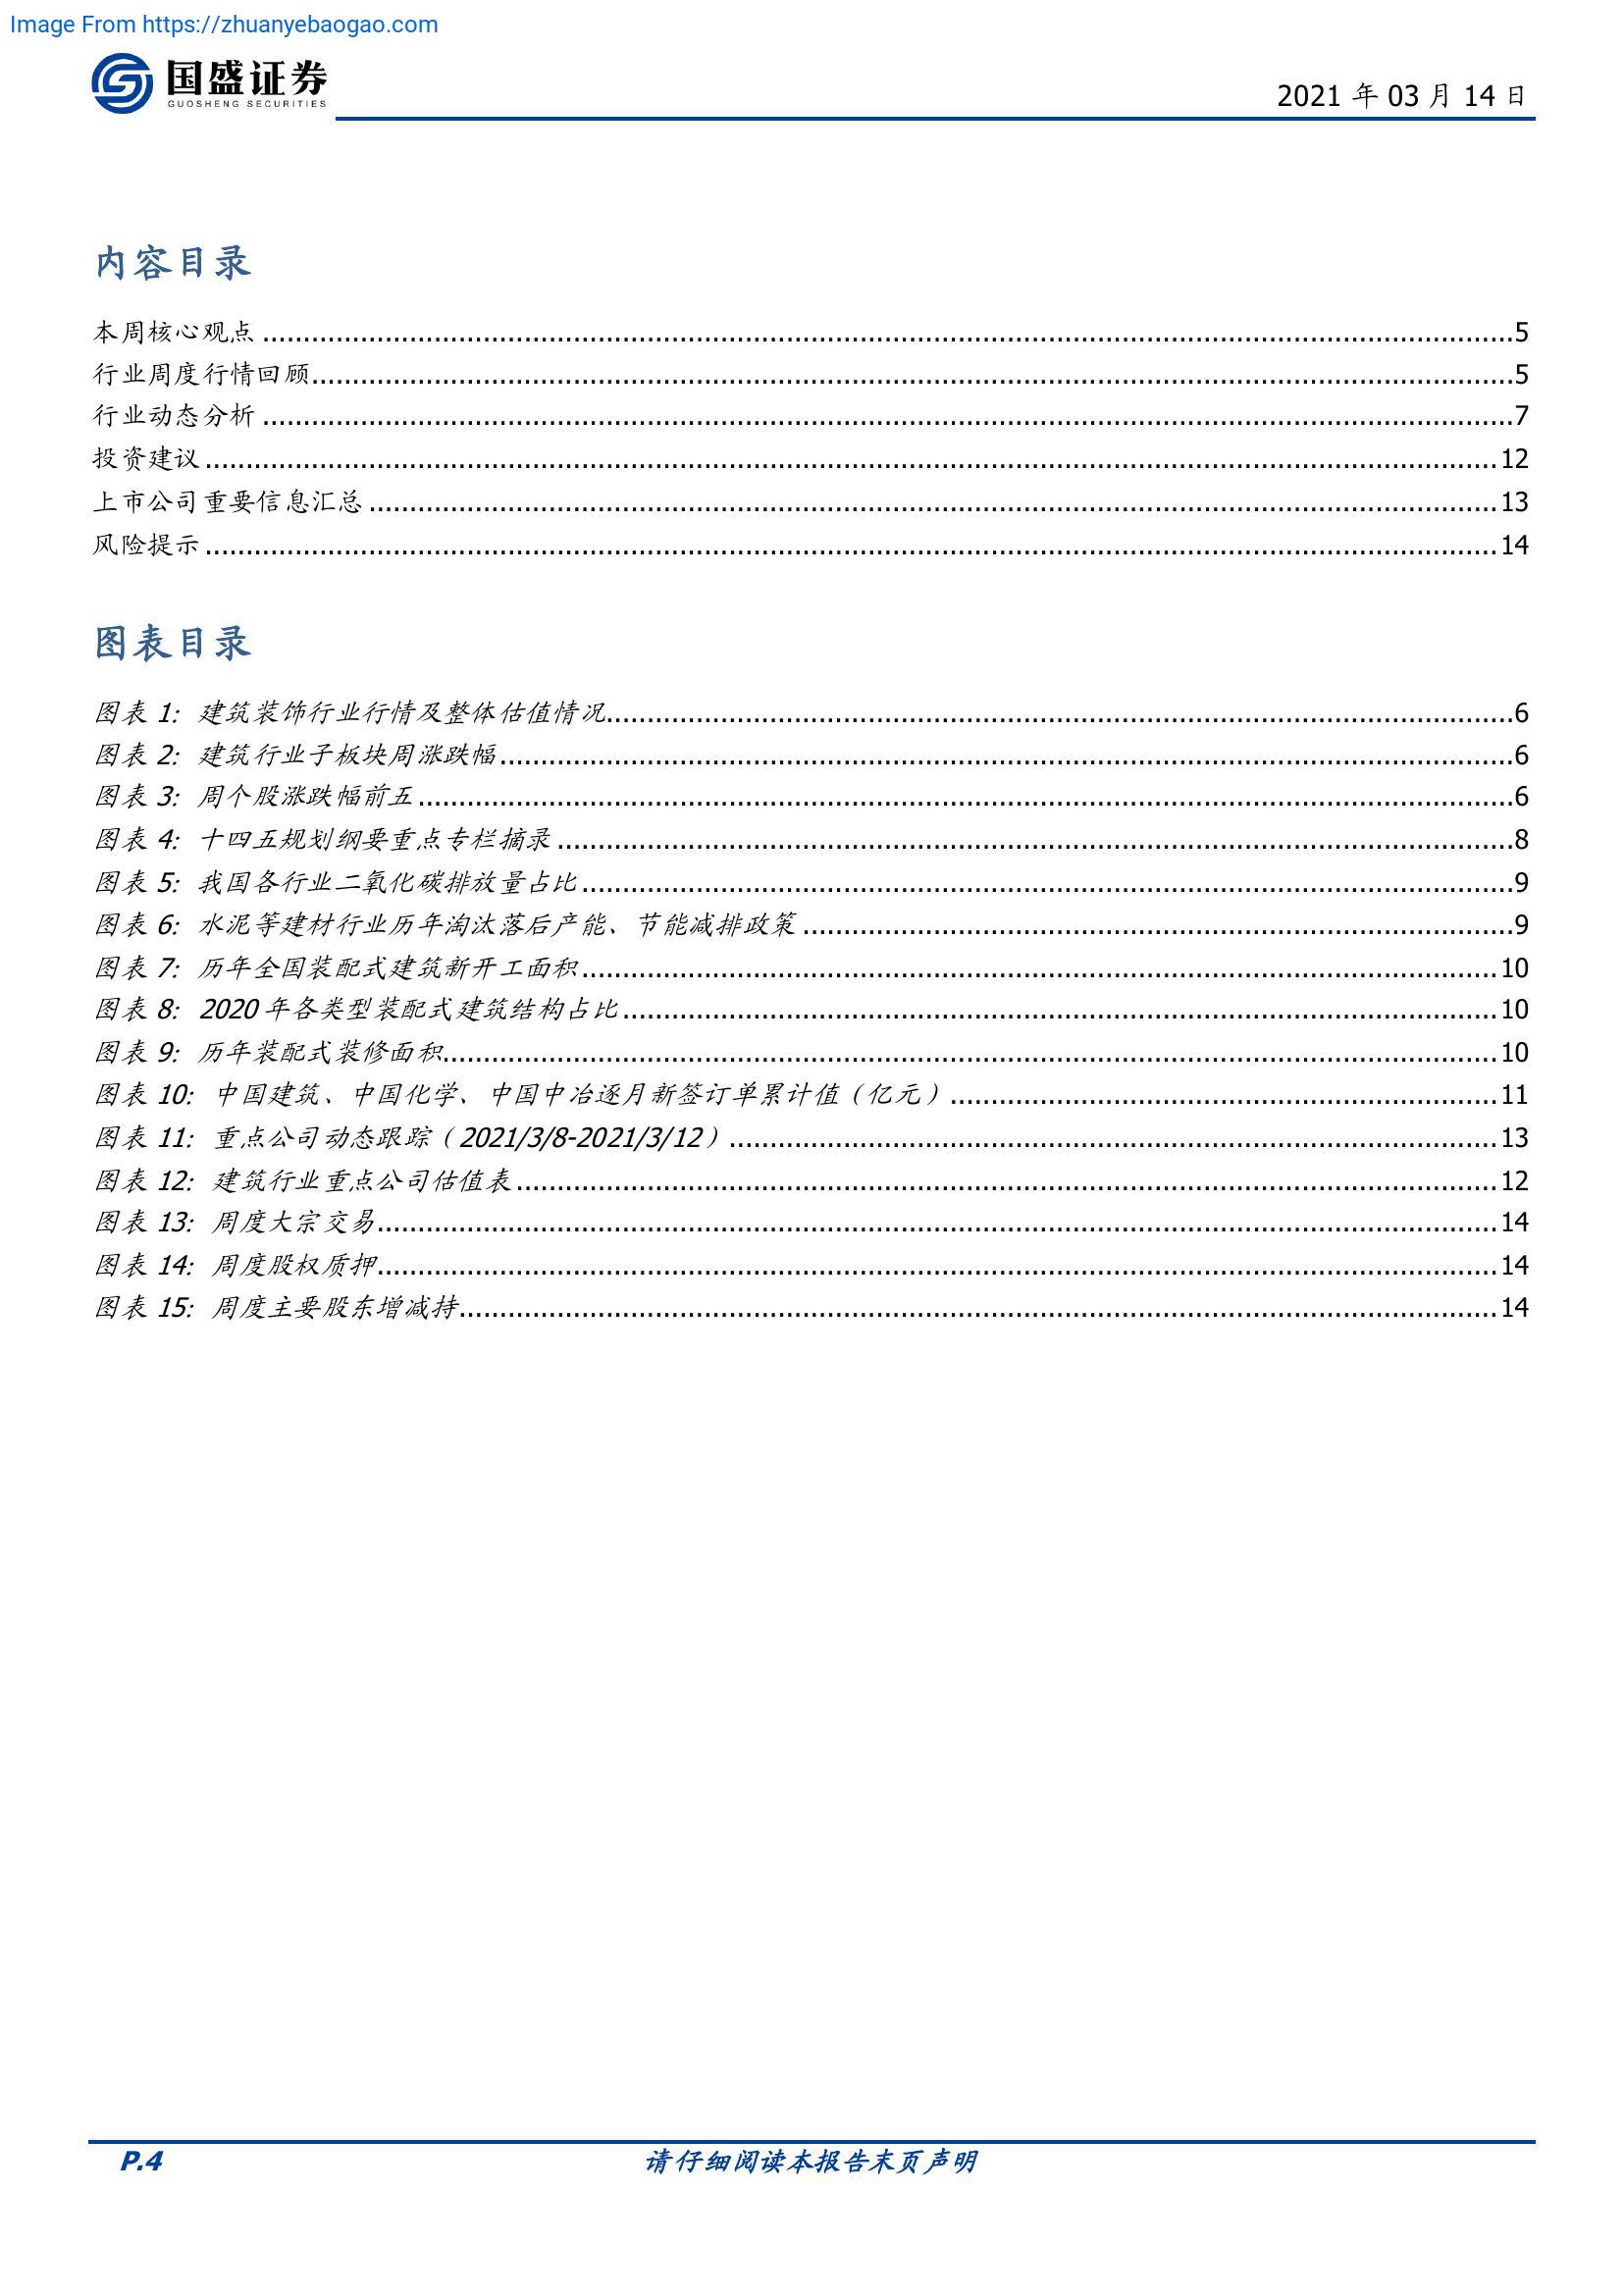 Image From https://zhuanyebaogao.com
国盛证券
GUOSHENG SECURITIES
2021 年 03 月 14 日
内容目录
本周核心观点 ........................................ 5
行业周度行情回顾 ........................................ 5
行业动态分析 ........................................ 7
投资建议 ........................................ 12
上市公司重要信息汇总 ........................................ 13
风险提示 ........................................ 14
图表目录
图表 1: 建筑装饰行业行情及整体估值情况 ........................................ 6
图表 2: 建筑行业子板块周涨跌幅 ........................................ 6
图表 3: 周个股涨跌幅前五 ........................................ 6
图表 4: 十四五规划纲要重点专栏摘录 ........................................ 8
图表 5: 我国各行业二氧化碳排放量占比 ........................................ 9
图表 6: 水泥等建材行业历年淘汰落后产能、节能减排政策 ........................................ 9
图表 7: 历年全国装配式建筑新开工面积 ........................................ 10
图表 8: 2020 年各类型装配式建筑结构占比 ........................................ 10
图表 9: 历年装配式装修面积 ........................................ 10
图表 10: 中国建筑、中国化学、中国中冶逐月新签订单累计值（亿元） ........................................ 11
图表 11: 重点公司动态跟踪（2021/3/8-2021/3/12） ........................................ 13
图表 12: 建筑行业重点公司估值表 ........................................ 12
图表 13: 周度大宗交易 ........................................ 14
图表 14: 周度股权质押 ........................................ 14
图表 15: 周度主要股东增减持 ........................................ 14
P.4
请仔细阅读本报告末页声明